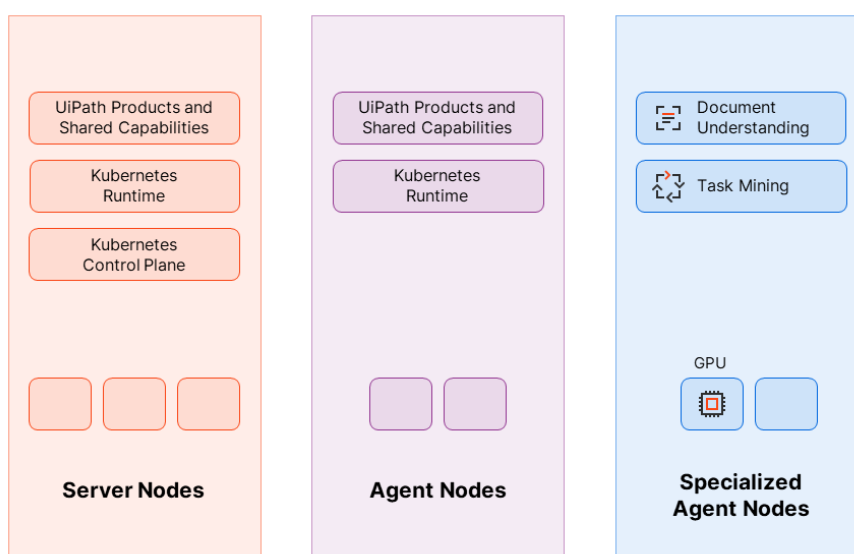 UiPath Products and
Shared Capabilities
Kubernetes
Runtime
Kubernetes
Control Plane
Server Nodes
UiPath Products and
Shared Capabilities
Kubernetes
Runtime
Agent Nodes
Document
Understanding
Task Mining
GPU
Specialized
Agent Nodes